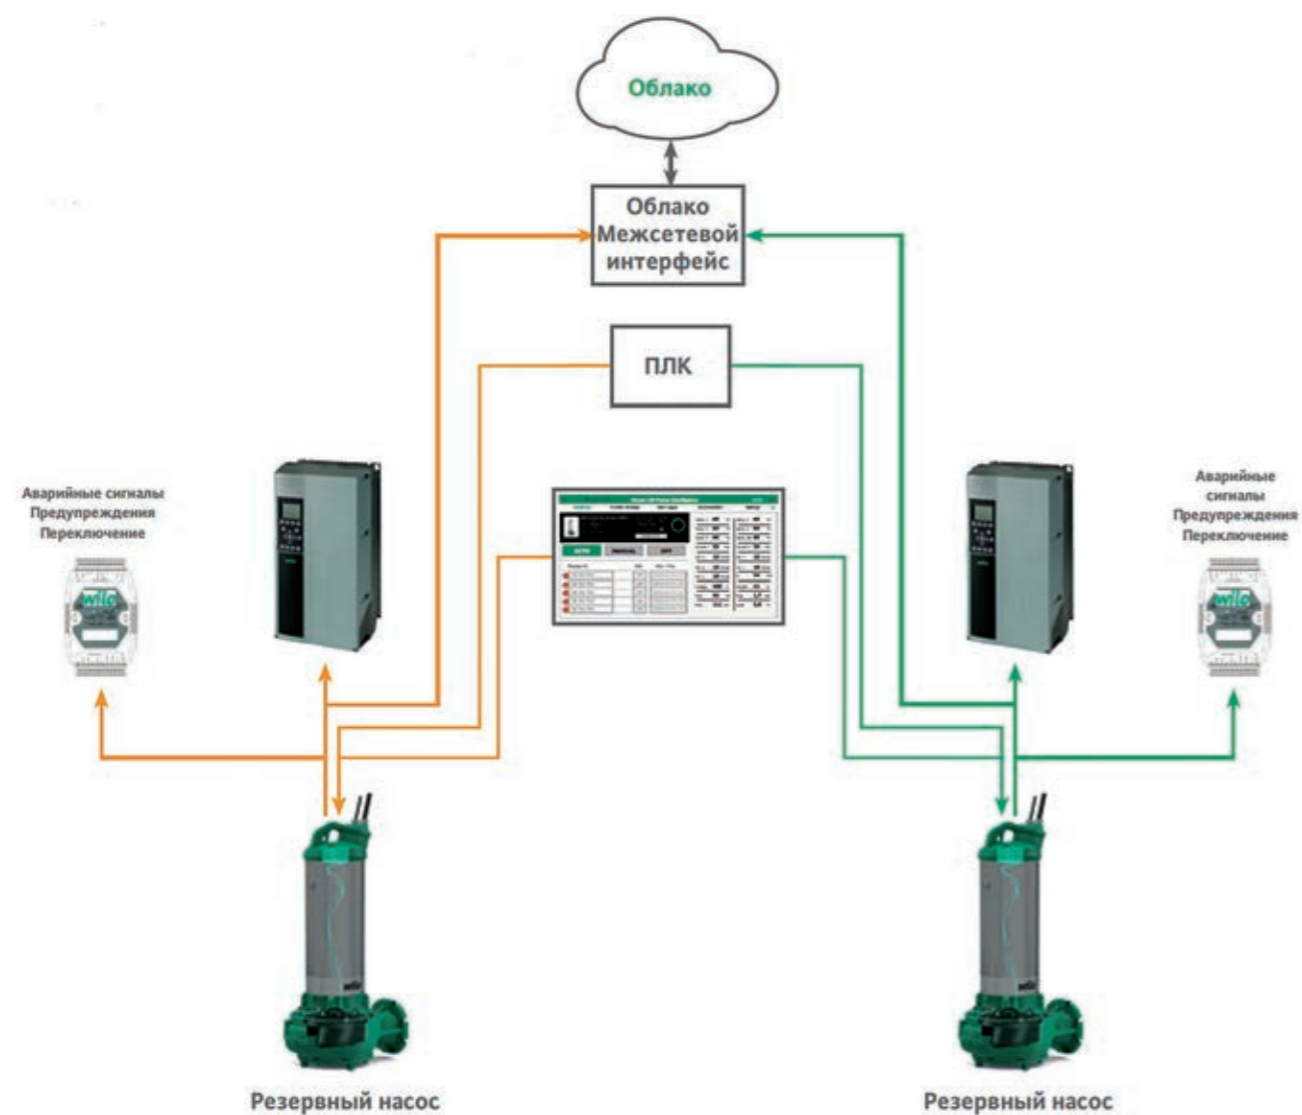 Облако
Облако
Межсетевой
интерфейс
ПЛК
Аварийные сигналы
Предупреждения
Переключение
wilo
AUTO
MANUAL
OFF
Аварийные
сигналы
Предупреждения
Переключение
wilo
wilo
Резервный насос
Резервный насос